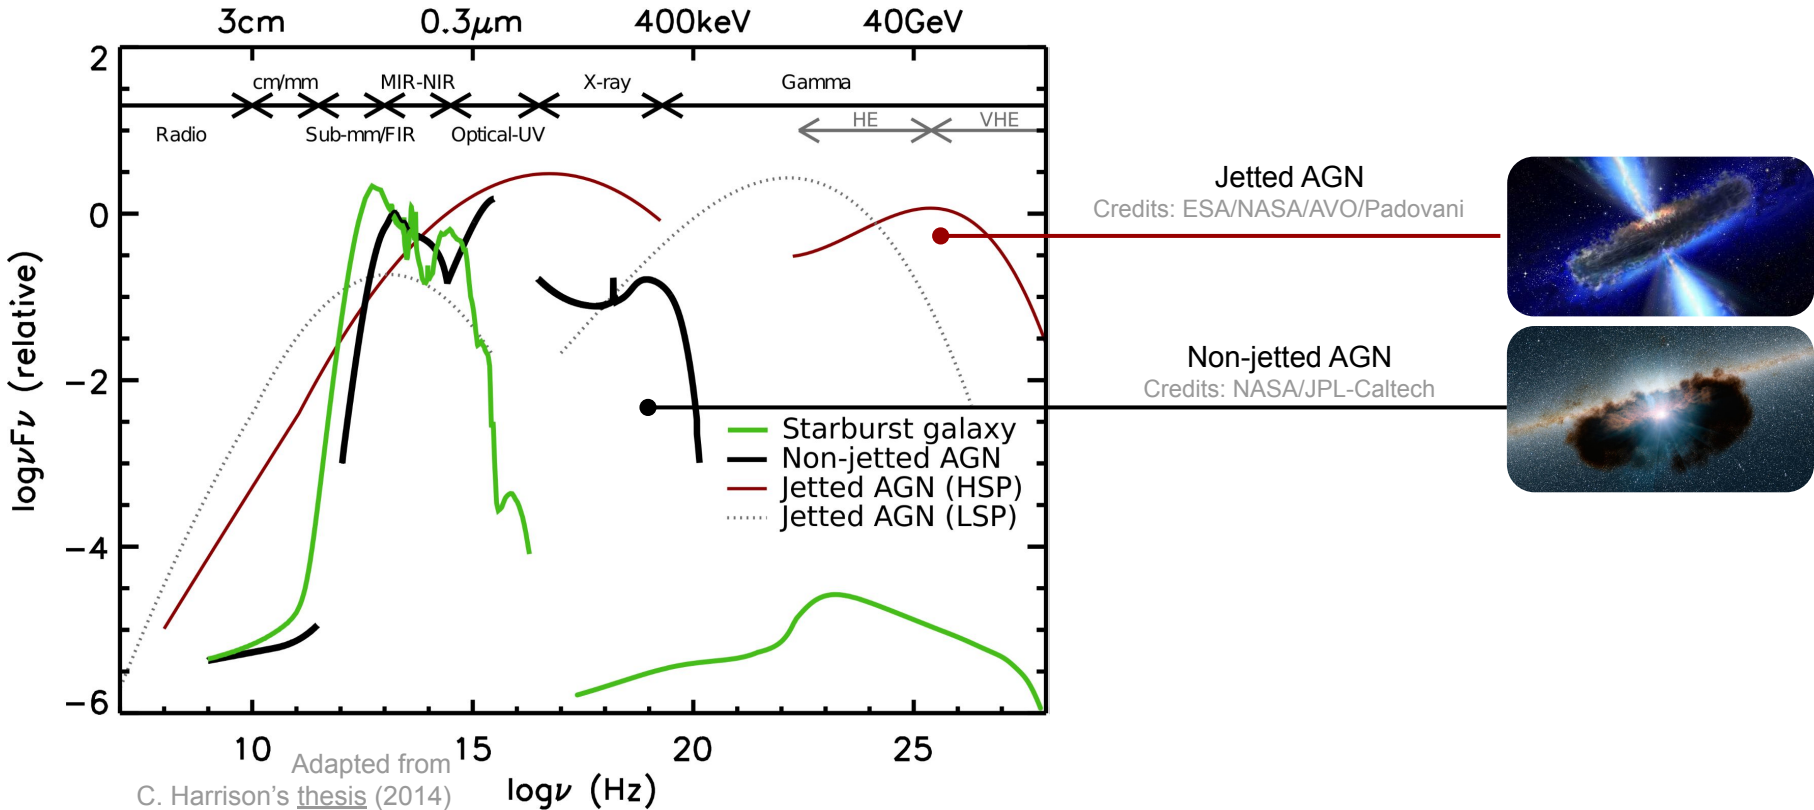 3cm 0.3μm 400keV 40GeV
2
cm/mm MIR-NIR X-ray Gamma
Radio Sub-mm/FIR Optical-UV HE VHE
0
−2
−4
−6
logνFν (relative)
Starburst galaxy
Non-jetted AGN
Jetted AGN (HSP)
Jetted AGN (LSP)
10 15 20 25
logν (Hz)
Adapted from
C. Harrison's thesis (2014)
Jetted AGN
Credits: ESA/NASA/AVO/Padovani
Non-jetted AGN
Credits: NASA/JPL-Caltech